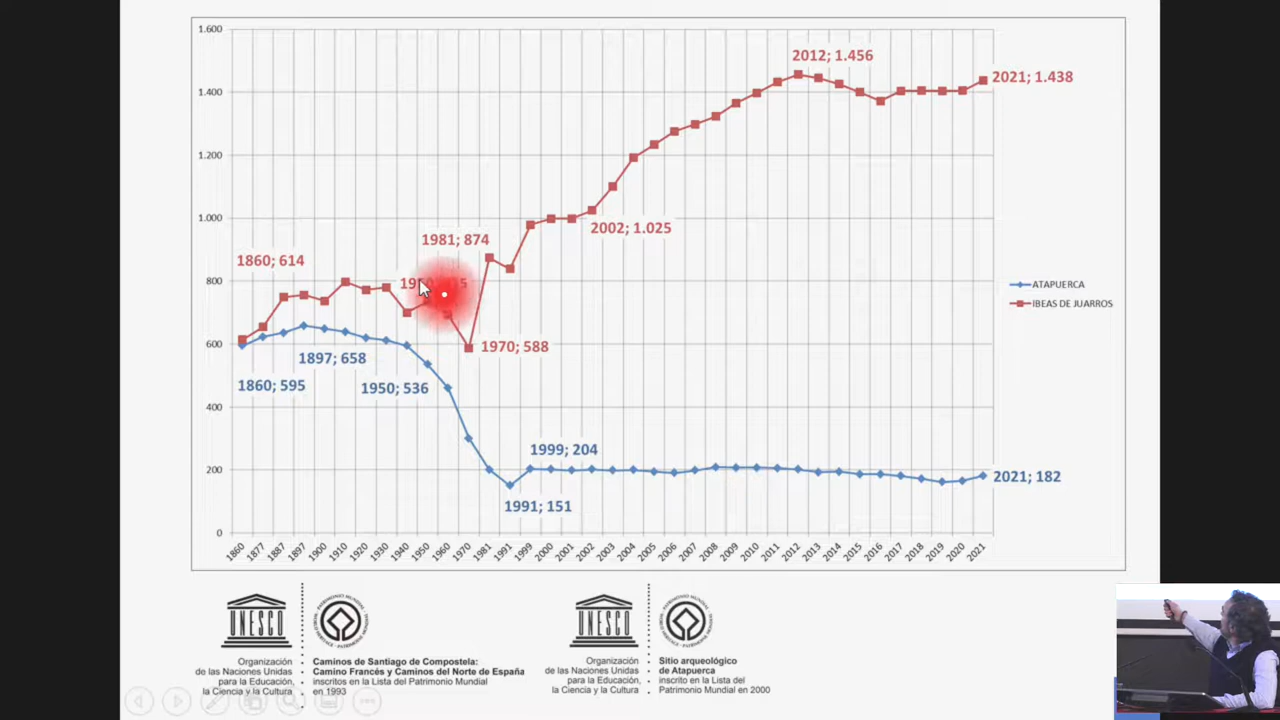 1.600
1.400
1.200
1.000
800
600
400
200
0
2012; 1.456
2021; 1.438
2002; 1.025
1981; 874
1860; 614
1970; 588
1897; 658
1860; 595
1950; 536
1999; 204
1991; 151
2021; 182
ATAPUERCA
IBEAS DE JUARROS
1860
1877
1887
1897
1900
1910
1920
1930
1940
1950
1960
1970
1981
1991
1999
2000
2001
2002
2003
2004
2005
2006
2007
2008
2009
2010
2011
2012
2013
2014
2015
2016
2017
2018
2019
2020
2021
UNESCO
Organización
de las Naciones Unidas
para la Educación,
la Ciencia y la Cultura
Caminos de Santiago de Compostela:
Camino Francés y Caminos del Norte de España
inscritos en la Lista del Patrimonio Mundial
en 1993
UNESCO
Organización
de las Naciones Unidas
para la Educación,
la Ciencia y la Cultura
Sitio arqueológico
de Atapuerca
inscrito en la Lista del
Patrimonio Mundial en 2000